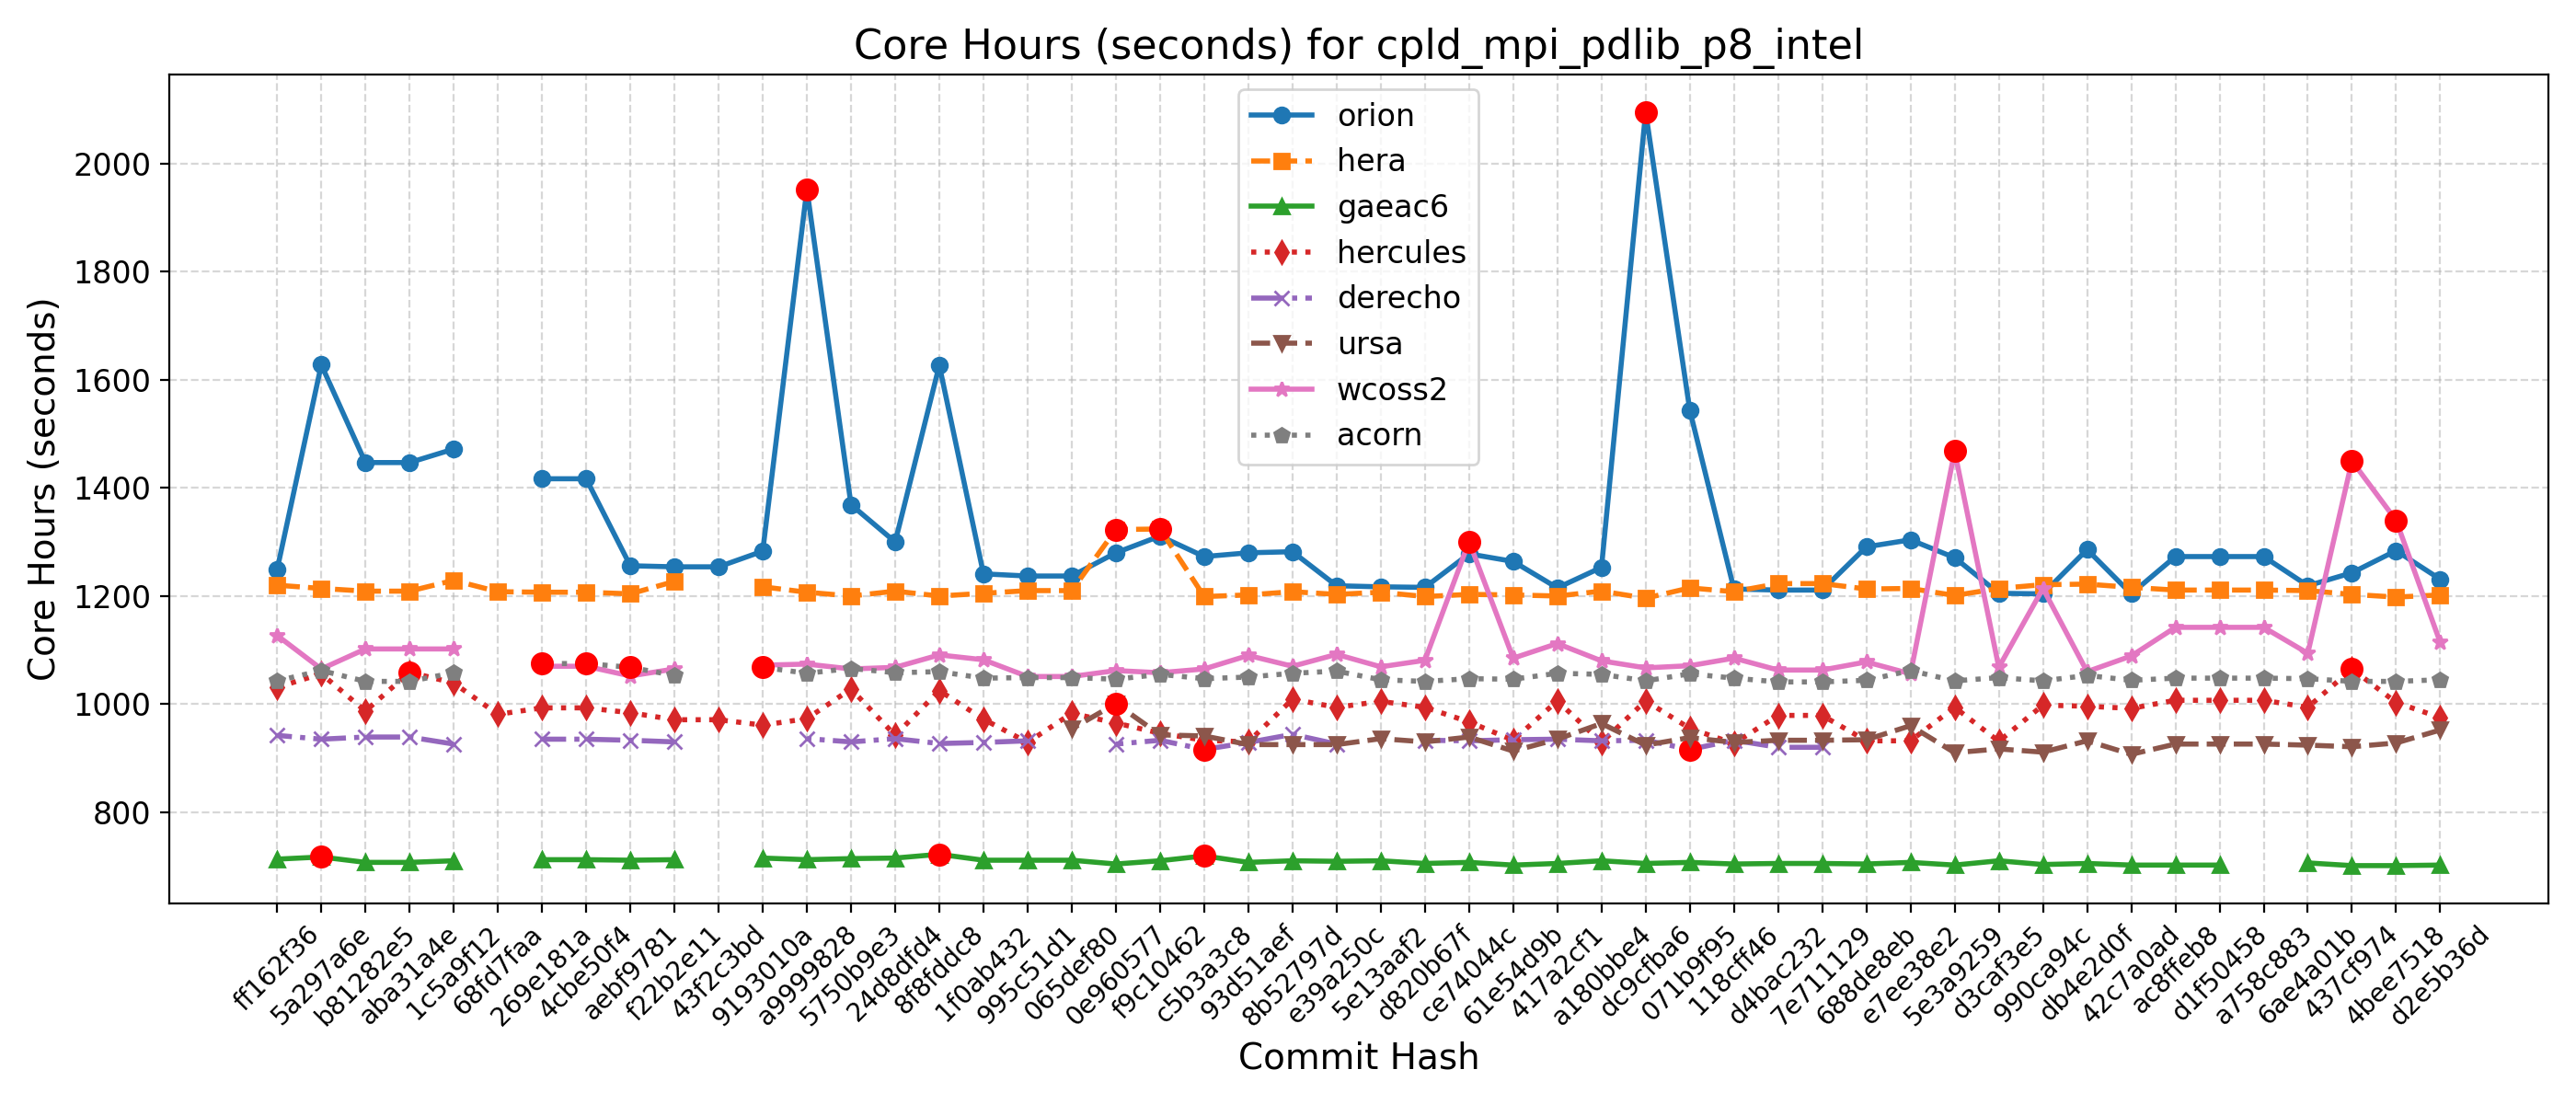 Core Hours (seconds) for cpld_mpi_pdlib_p8_intel
Core Hours (seconds)
2000
1800
1600
1400
1200
1000
800
orion
hera
gaeac6
hercules
derecho
ursa
wcoss2
acorn
ff162f36
5a297a6e
b81282e5
aba31a4e
1c5a9f12
68fd7faa
269e181a
4cbe50f4
aebf9781
f22b2e11
43f2c3bd
9193010a
a9999828
5750b9e3
24d8dfd4
8f8fddc8
1f0ab432
995c51d1
065def80
0e960577
f9c10462
c5b3a3c8
93d51aef
8b52797d
e39a250c
5e13aaf2
d820b67f
ce74044c
61e54d9b
417a2cf1
a180bbe4
dc9cfba6
071b9f95
118cff46
d4bac232
7e711129
688de8eb
e7ee38e2
5e3a9259
d3caf3e5
990ca94c
db4e2d0f
42c7a0ad
ac8ffeb8
d1f50458
a758c883
6ae4a01b
437cf974
4bee7518
d2e5b36d
Commit Hash